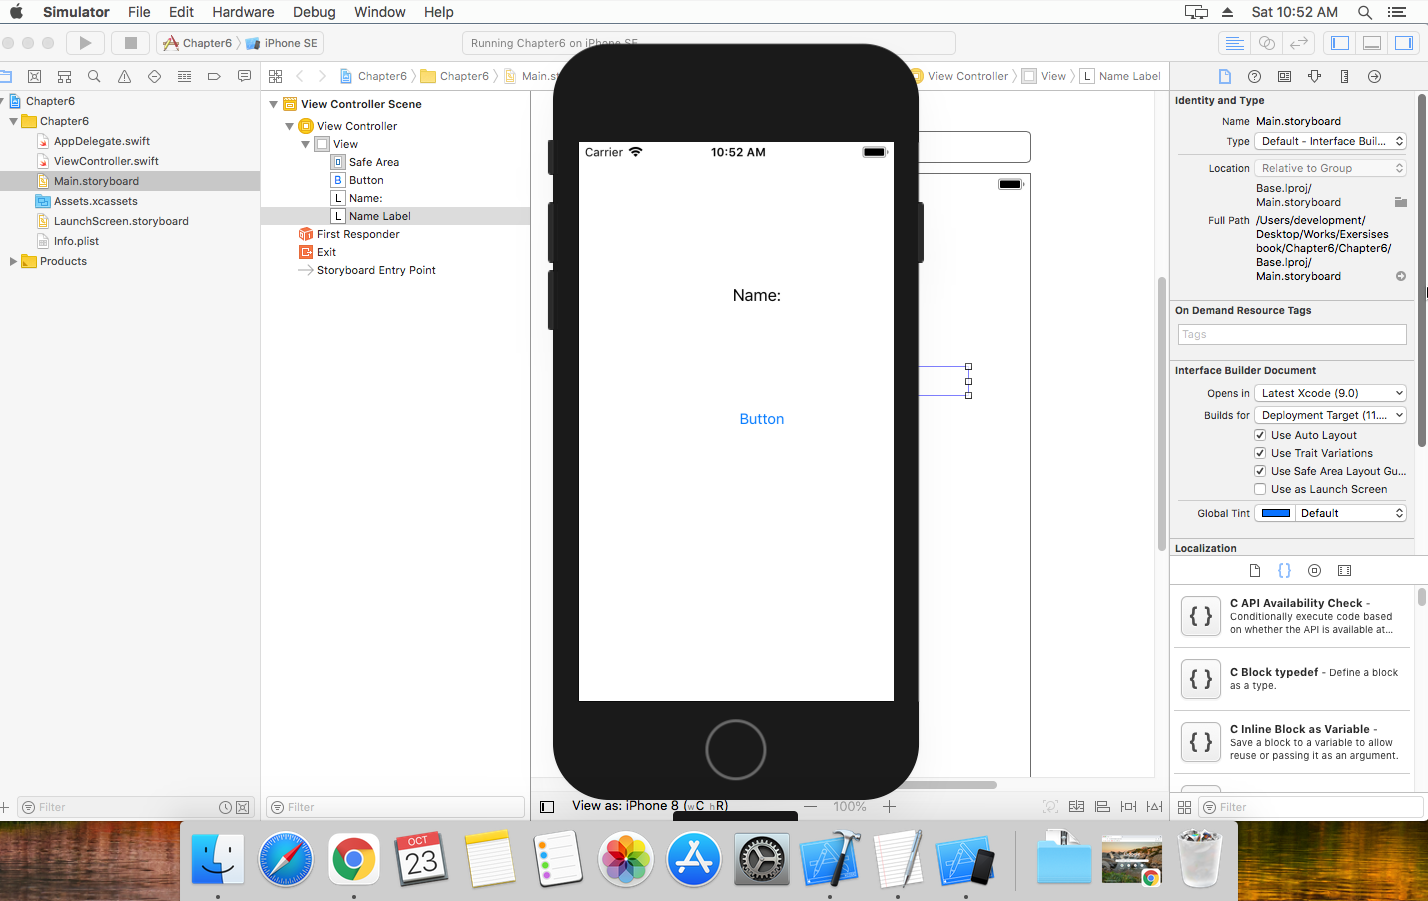 Simulator File Edit Hardware Debug Window Help Sat 10:52 AM
Chapter6 iPhone SE Running Chapter6 on iPhone SE
Chapter6 Chapter6 Main.st View Controller View L Name Label
Chapter6
Chapter6
AppDelegate.swift
ViewController.swift
Main.storyboard
Assets.xcassets
LaunchScreen.storyboard
Info.plist
Products
Filter
View Controller Scene
View Controller
View
Safe Area
B Button
L Name:
L Name Label
First Responder
Exit
Storyboard Entry Point
Filter
Carrier 10:52 AM
Name:
Button
View as: iPhone 8 (wC hR) 100%
Identity and Type
Name Main.storyboard
Type Default - Interface Buil...
Location Relative to Group
Base.lproj/
Main.storyboard
Full Path /Users/development/
Desktop/Works/Exersises
book/Chapter6/Chapter6/
Base.lproj/
Main.storyboard
On Demand Resource Tags
Tags
Interface Builder Document
Opens in Latest Xcode (9.0)
Builds for Deployment Target (11....
Use Auto Layout
Use Trait Variations
Use Safe Area Layout Gu...
Use as Launch Screen
Global Tint Default
Localization
{ } C API Availability Check -
Conditionally execute code based
on whether the API is available at...
{ } C Block typedef - Define a block
as a type.
{ } C Inline Block as Variable -
Save a block to a variable to allow
reuse or passing it as an argument.
Filter
OCT
23